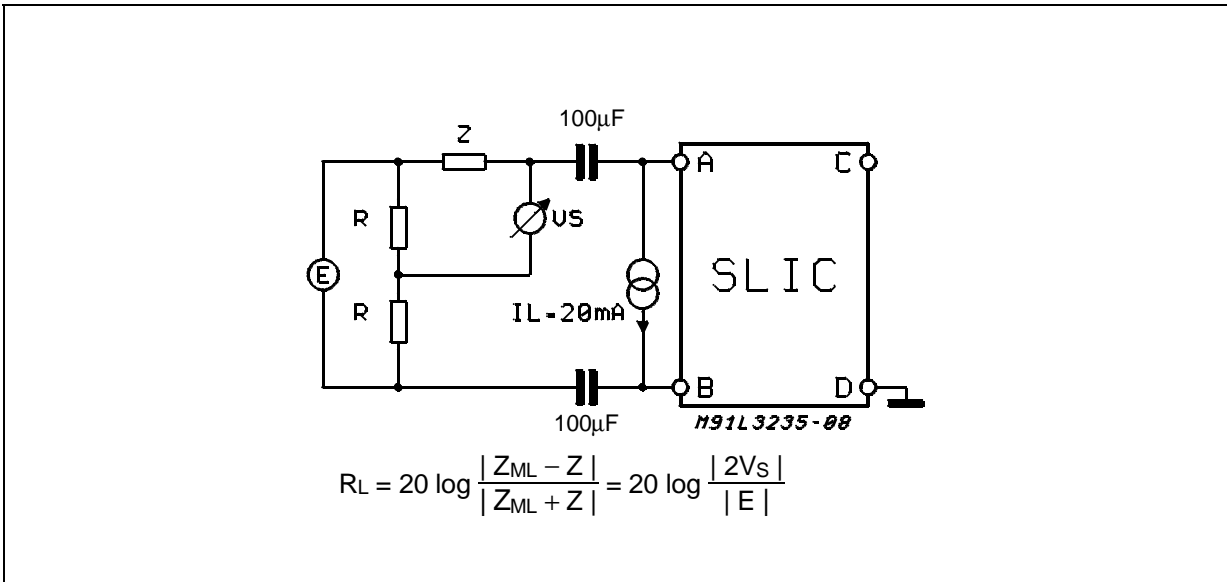 100µF
Z
A
C
R
VS
E
SLIC
R
IL=20mA
B
D
100µF
M91L3235-08
RL = 20 log | ZML − Z | / | ZML + Z | = 20 log | 2VS | / | E |